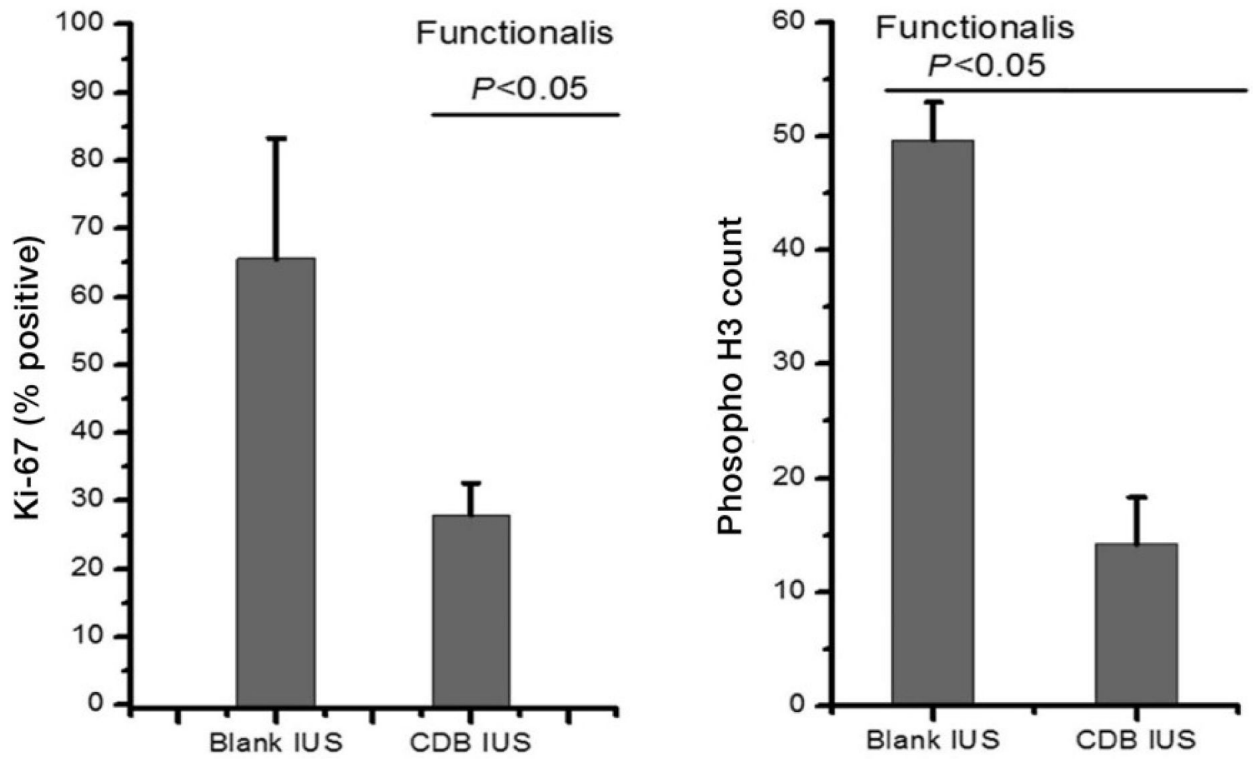 Functionalis
P<0.05
Ki-67 (% positive)
100
90
80
70
60
50
40
30
20
10
0
Blank IUS
CDB IUS
Functionalis
P<0.05
Phosopho H3 count
60
50
40
30
20
10
0
Blank IUS
CDB IUS